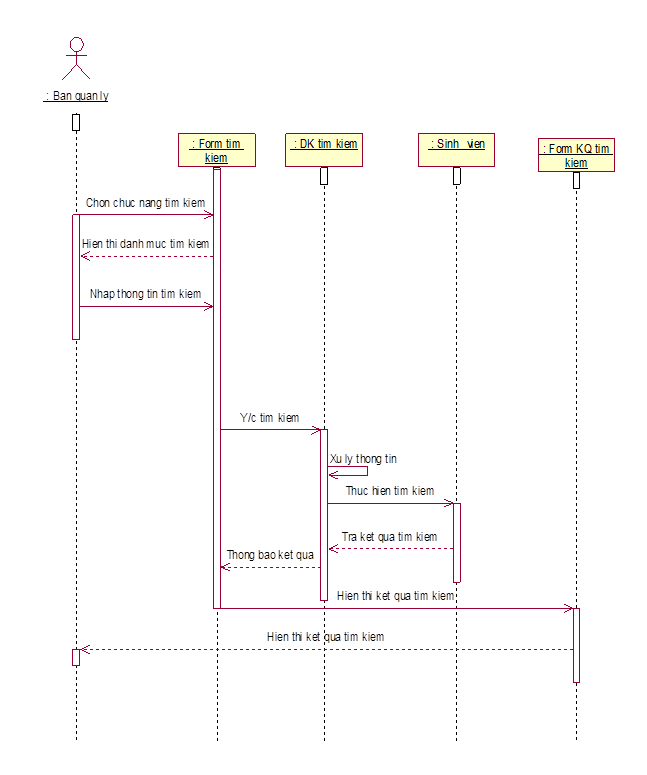 : Ban quan ly
: Form tim
kiem
: DK tim kiem
: Sinh vien
: Form KQ tim
kiem
Chon chuc nang tim kiem
Hien thi danh muc tim kiem
Nhap thong tin tim kiem
Y/c tim kiem
Xu ly thong tin
Thuc hien tim kiem
Tra ket qua tim kiem
Thong bao ket qua
Hien thi ket qua tim kiem
Hien thi ket qua tim kiem